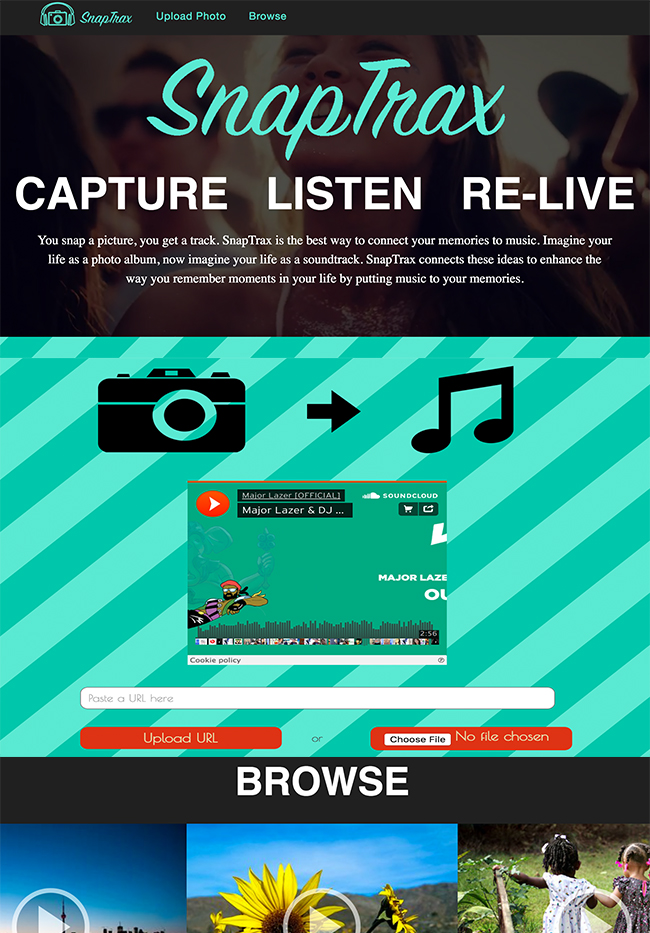 SnapTrax
Upload Photo
Browse
SnapTrax
CAPTURE LISTEN RE-LIVE
You snap a picture, you get a track. SnapTrax is the best way to connect your memories to music. Imagine your
life as a photo album, now imagine your life as a soundtrack. SnapTrax connects these ideas to enhance the
way you remember moments in your life by putting music to your memories.
Major Lazer [OFFICIAL]
SOUNDCLOUD
Major Lazer & DJ ...
MAJOR LAZE
OU
2:56
Cookie policy
Paste a URL here
Upload URL
or
Choose File No file chosen
BROWSE